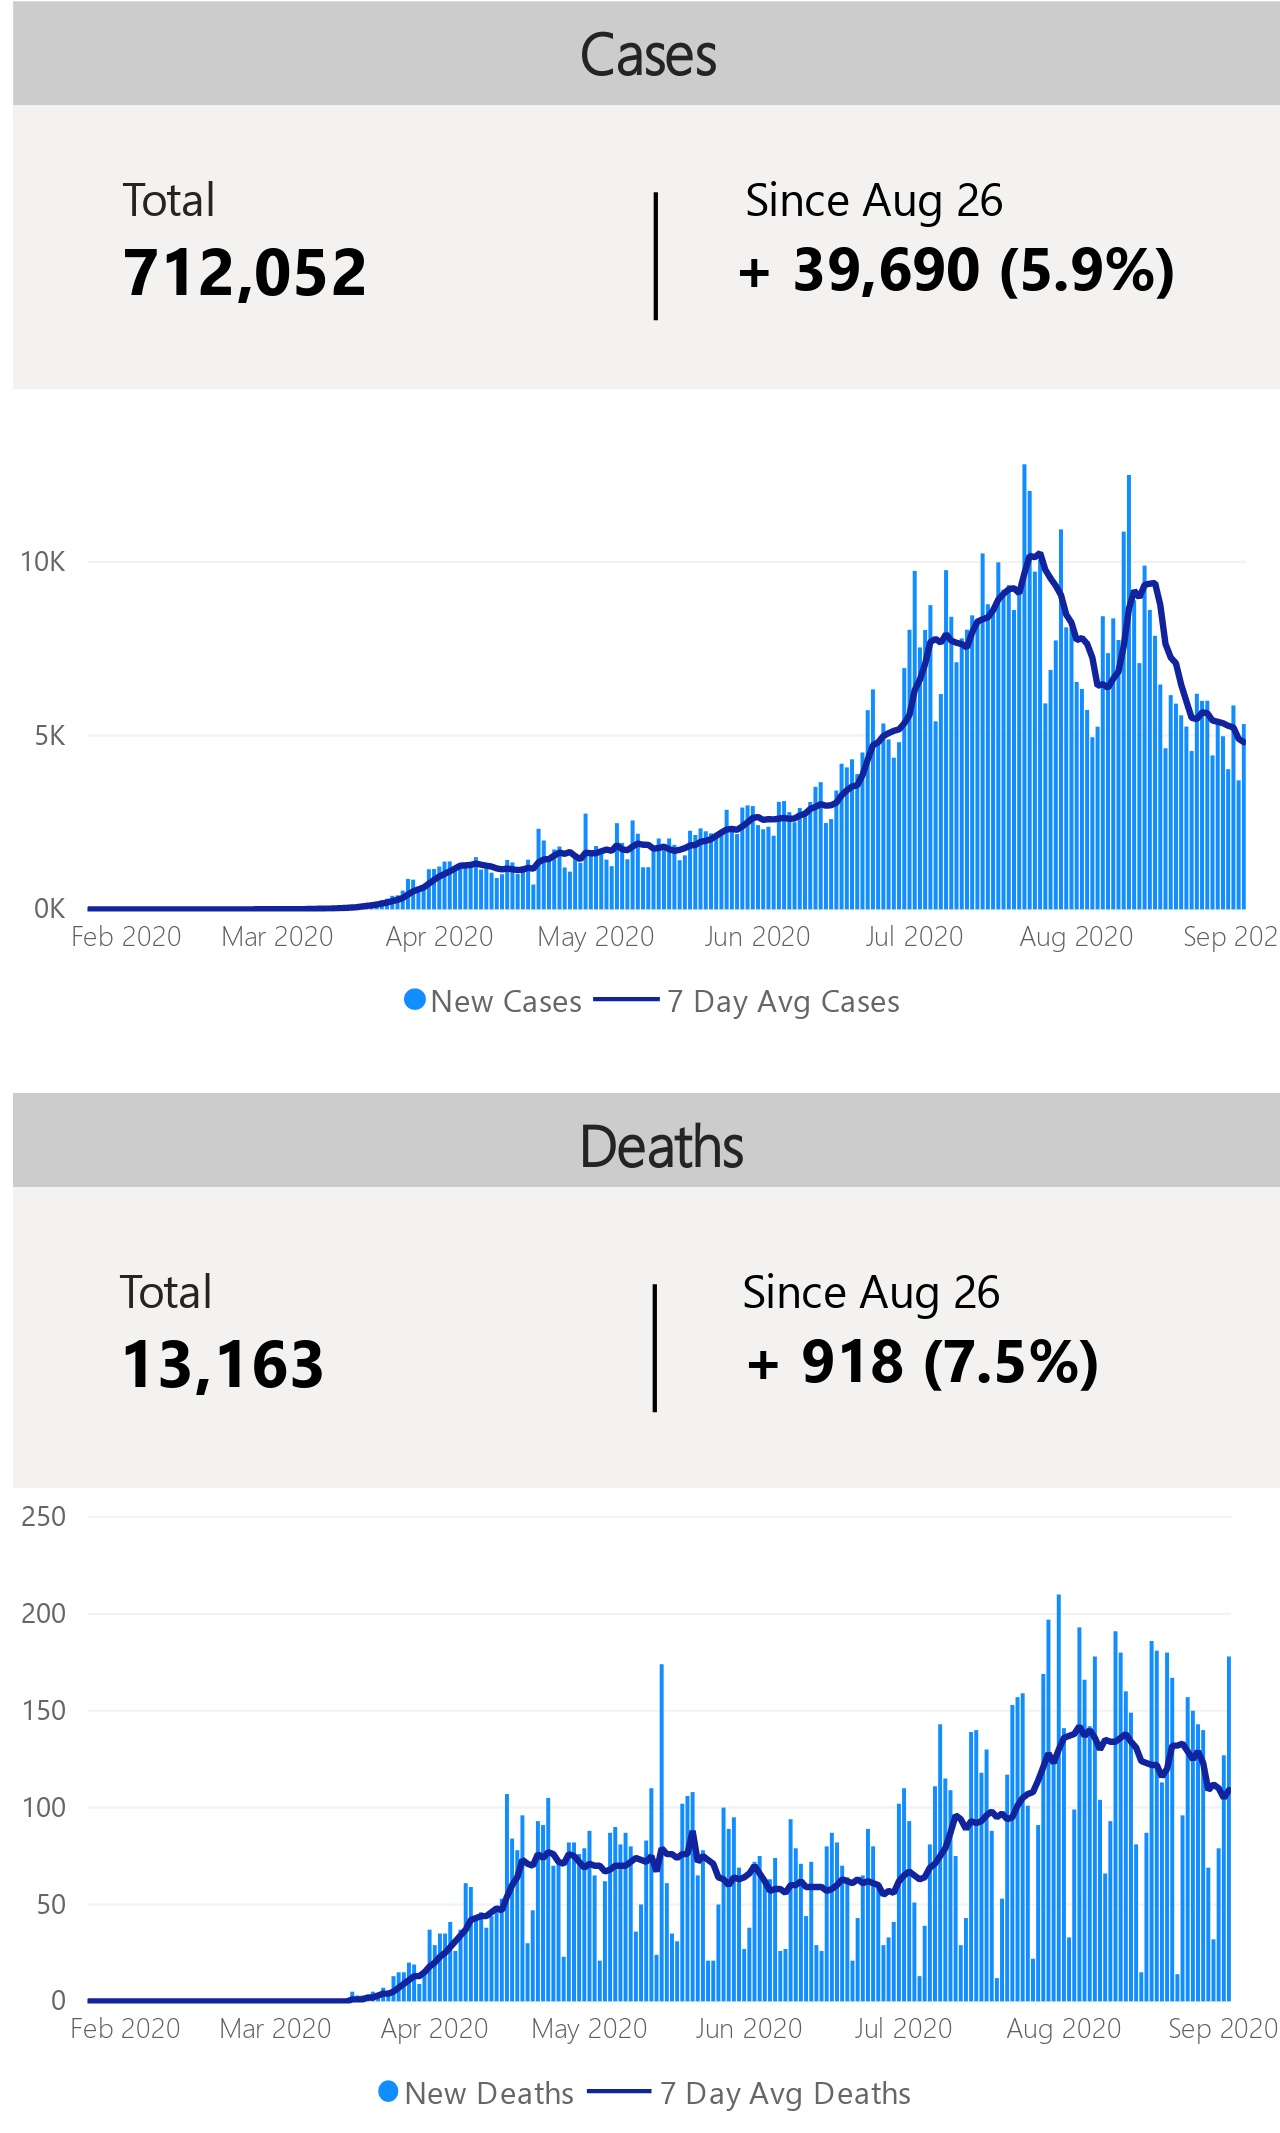 Cases
Total
Since Aug 26
712,052
+ 39,690 (5.9%)
10K
5K
0K
Feb 2020 Mar 2020 Apr 2020 May 2020 Jun 2020 Jul 2020 Aug 2020 Sep 202
New Cases 7 Day Avg Cases
Deaths
Total
Since Aug 26
13,163
+ 918 (7.5%)
250
200
150
100
50
0
Feb 2020 Mar 2020 Apr 2020 May 2020 Jun 2020 Jul 2020 Aug 2020 Sep 2020
New Deaths 7 Day Avg Deaths